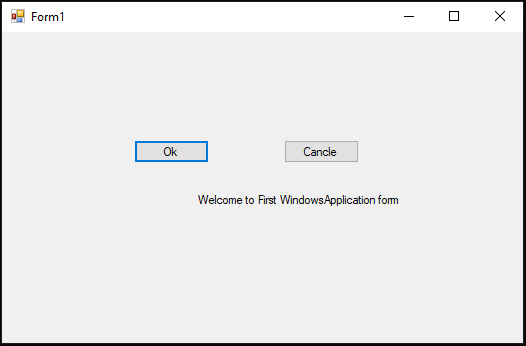 Form1
Ok
Cancle
Welcome to First WindowsApplication form